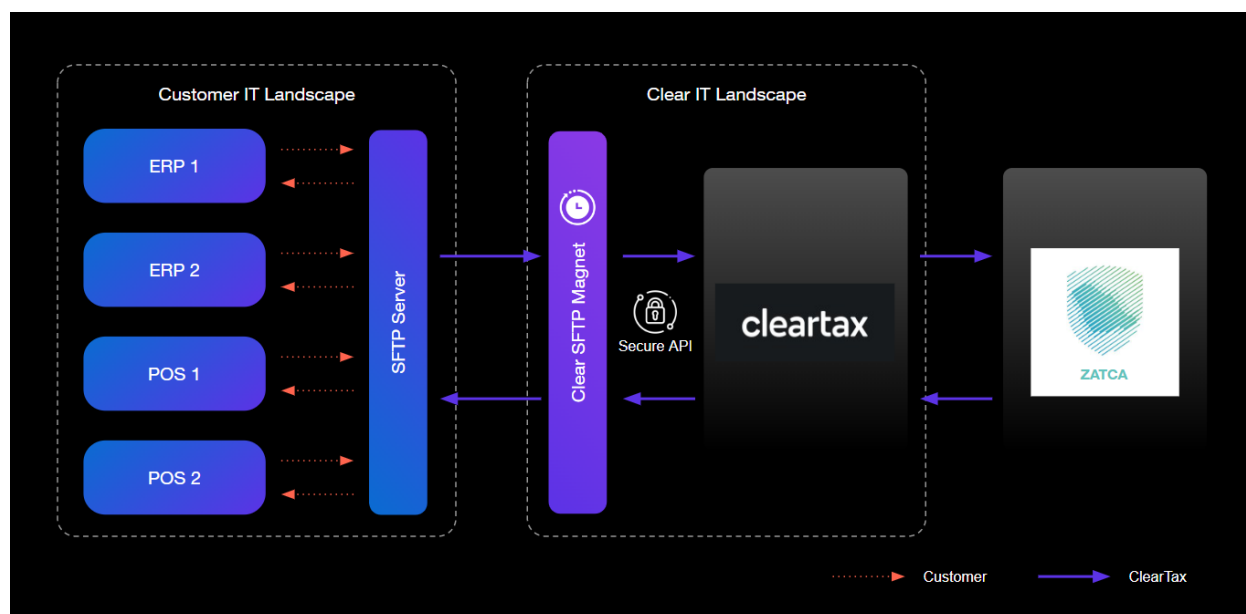 Customer IT Landscape
ERP 1
ERP 2
POS 1
POS 2
SFTP Server
Clear IT Landscape
Clear SFTP Magnet
Secure API
cleartax
ZATCA
Customer
ClearTax